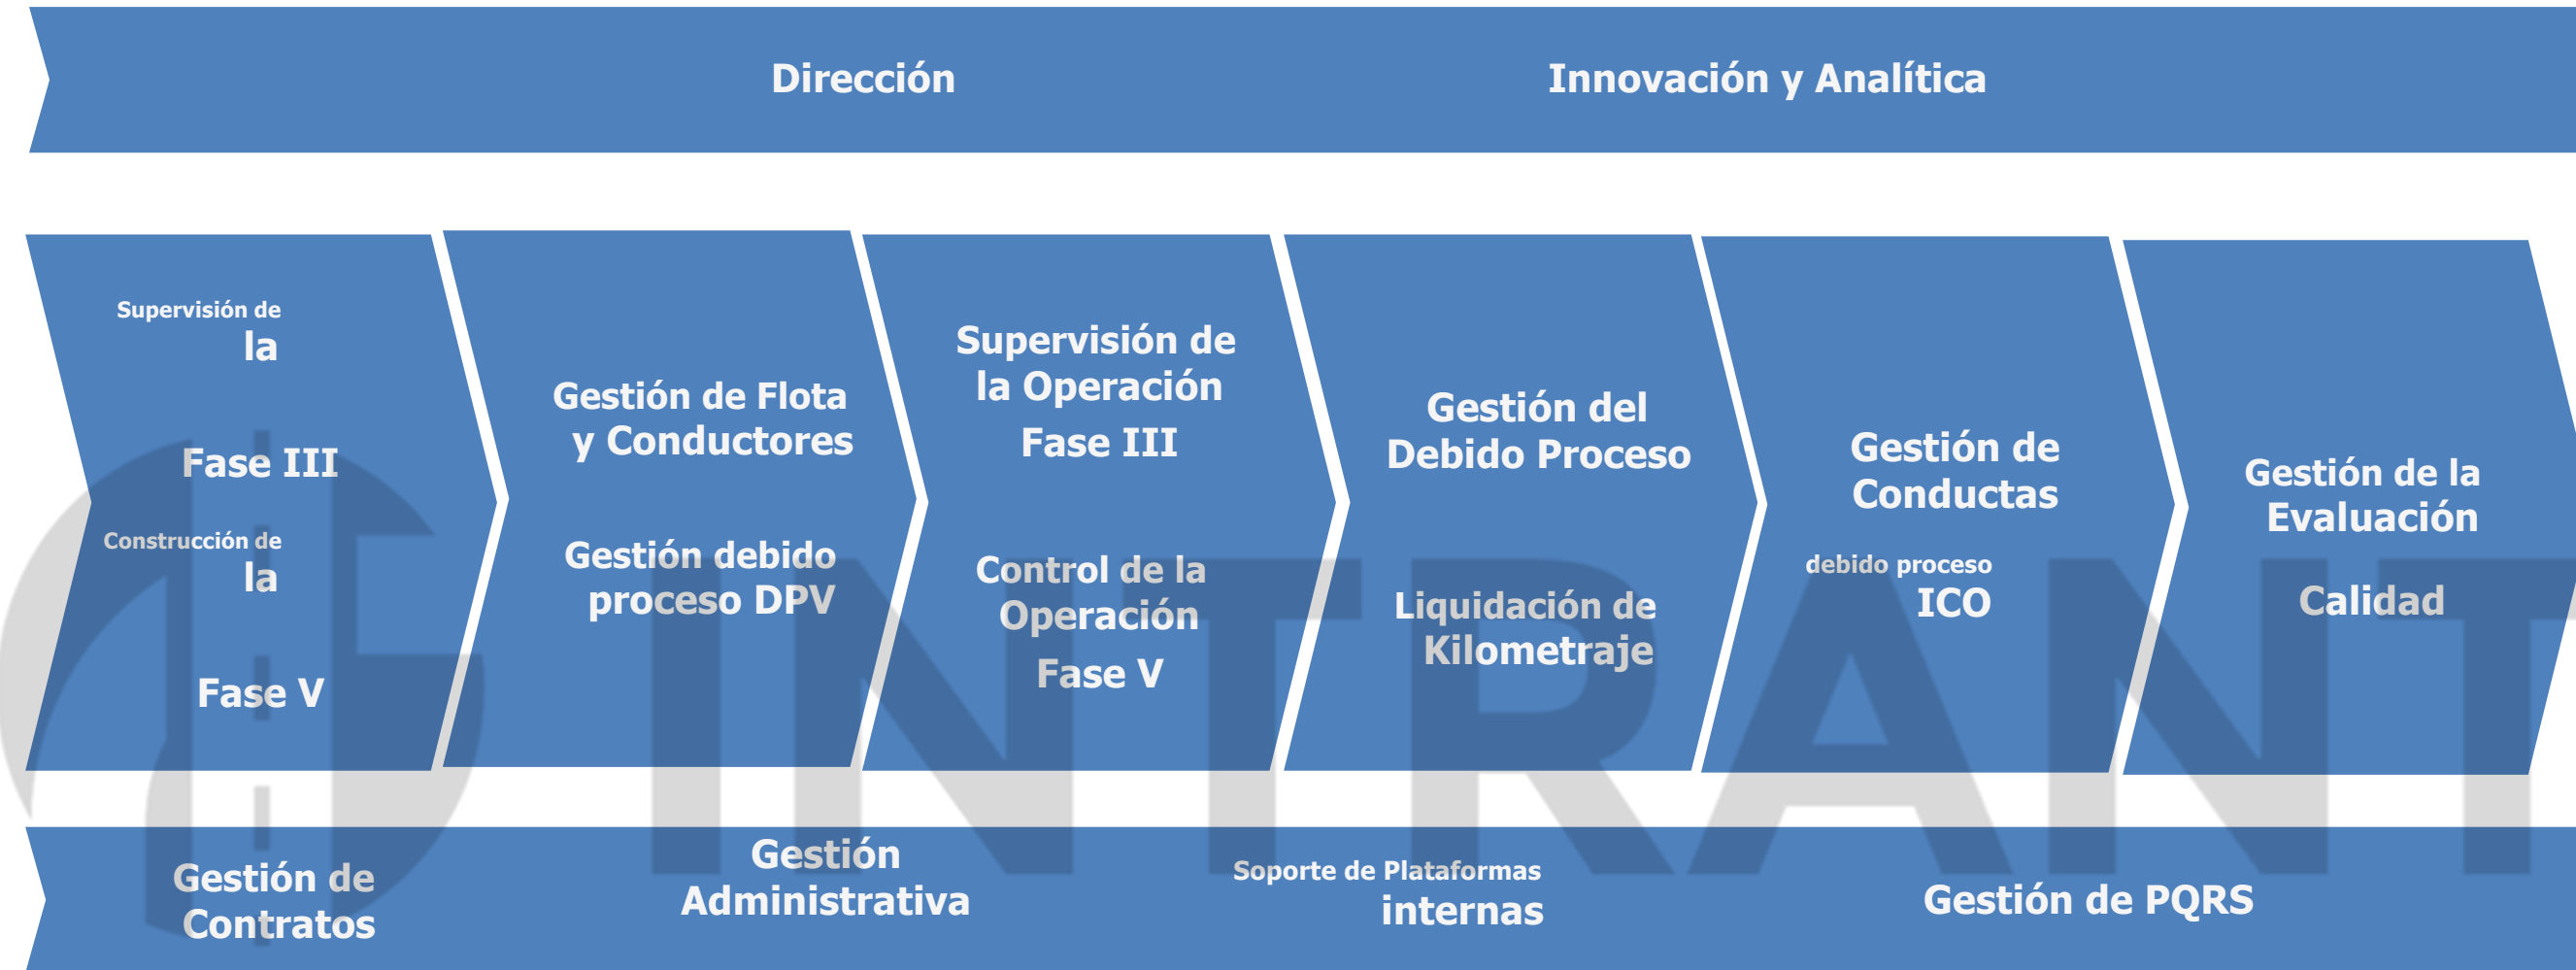 Dirección
Innovación y Analítica
Supervisión de
la
Fase III
Construcción de
la
Fase V
Gestión de Flota
y Conductores
Gestión debido
proceso DPV
Supervisión de
la Operación
Fase III
Control de la
Operación
Fase V
Gestión del
Debido Proceso
Liquidación de
Kilometraje
Gestión de
Conductas
debido proceso
ICO
Gestión de la
Evaluación
Calidad
Gestión de
Contratos
Gestión
Administrativa
Soporte de Plataformas
internas
Gestión de PQRS
INTRANT